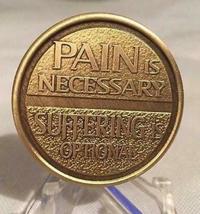 PAIN IS
NECESSARY
SUFFERING IS
OPTIONAL